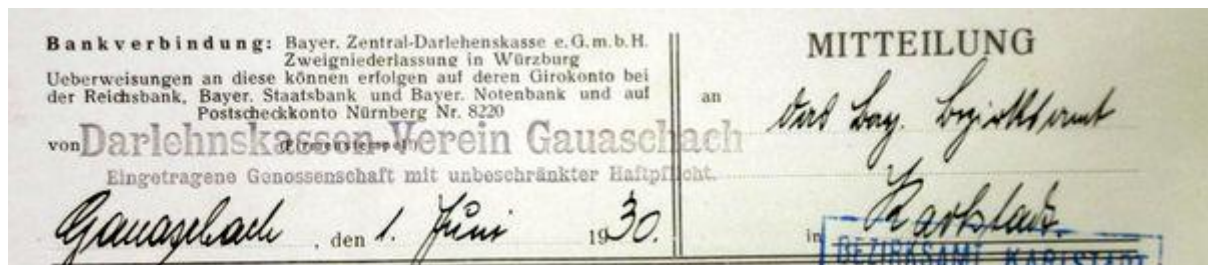 Bankverbindung: Bayer. Zentral-Darlehenskasse e.G.m.b.H.
Zweigniederlassung in Würzburg
Ueberweisungen an diese können erfolgen auf deren Girokonto bei
der Reichsbank, Bayer. Staatsbank und Bayer. Notenbank und auf
Postscheckkonto Nürnberg Nr. 8220
von Darlehnskassen-Verein Gauaschach
(Firmenstempel)
Eingetragene Genossenschaft mit unbeschränkter Haftpflicht.
Gauaschach, den 1. Juni 1930.
MITTEILUNG
an das Bay. Bezirksamt
in Karlstadt.
BEZIRKSAMT KARLSTADT